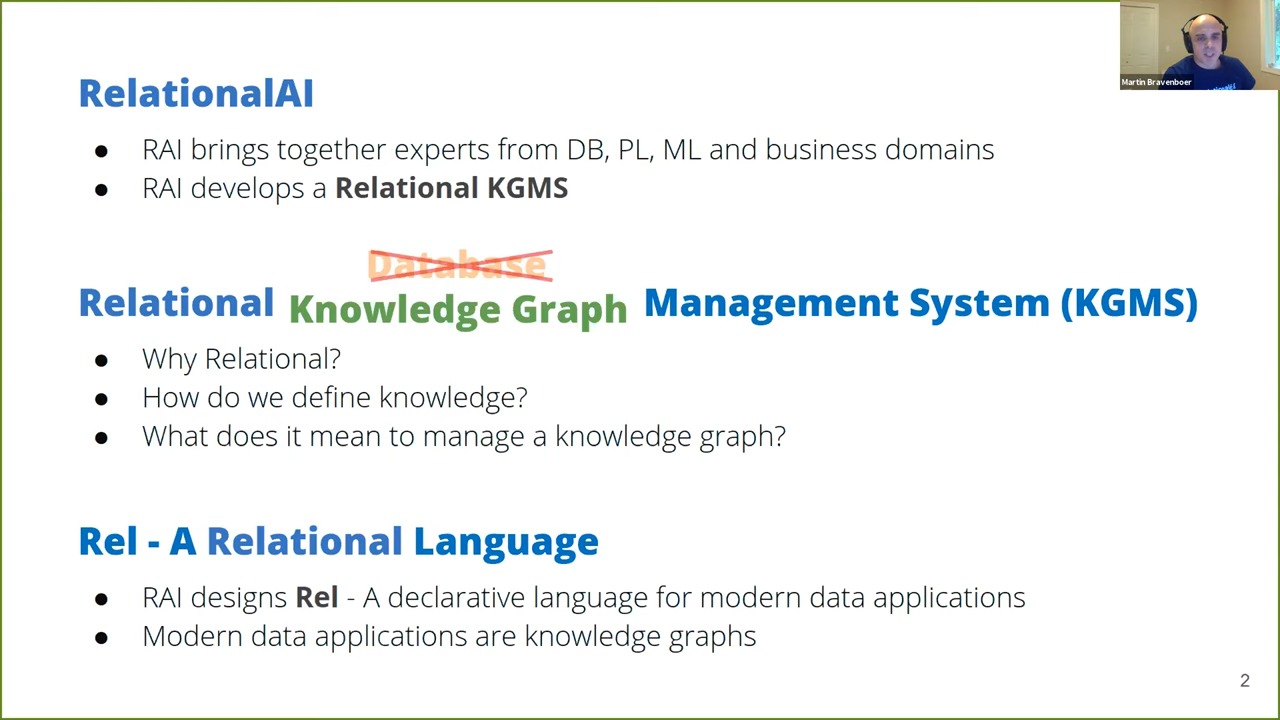 RelationalAI
● RAI brings together experts from DB, PL, ML and business domains
● RAI develops a Relational KGMS
Database
Relational Knowledge Graph Management System (KGMS)
● Why Relational?
● How do we define knowledge?
● What does it mean to manage a knowledge graph?
Rel - A Relational Language
● RAI designs Rel - A declarative language for modern data applications
● Modern data applications are knowledge graphs
2
Martin Bravenboer